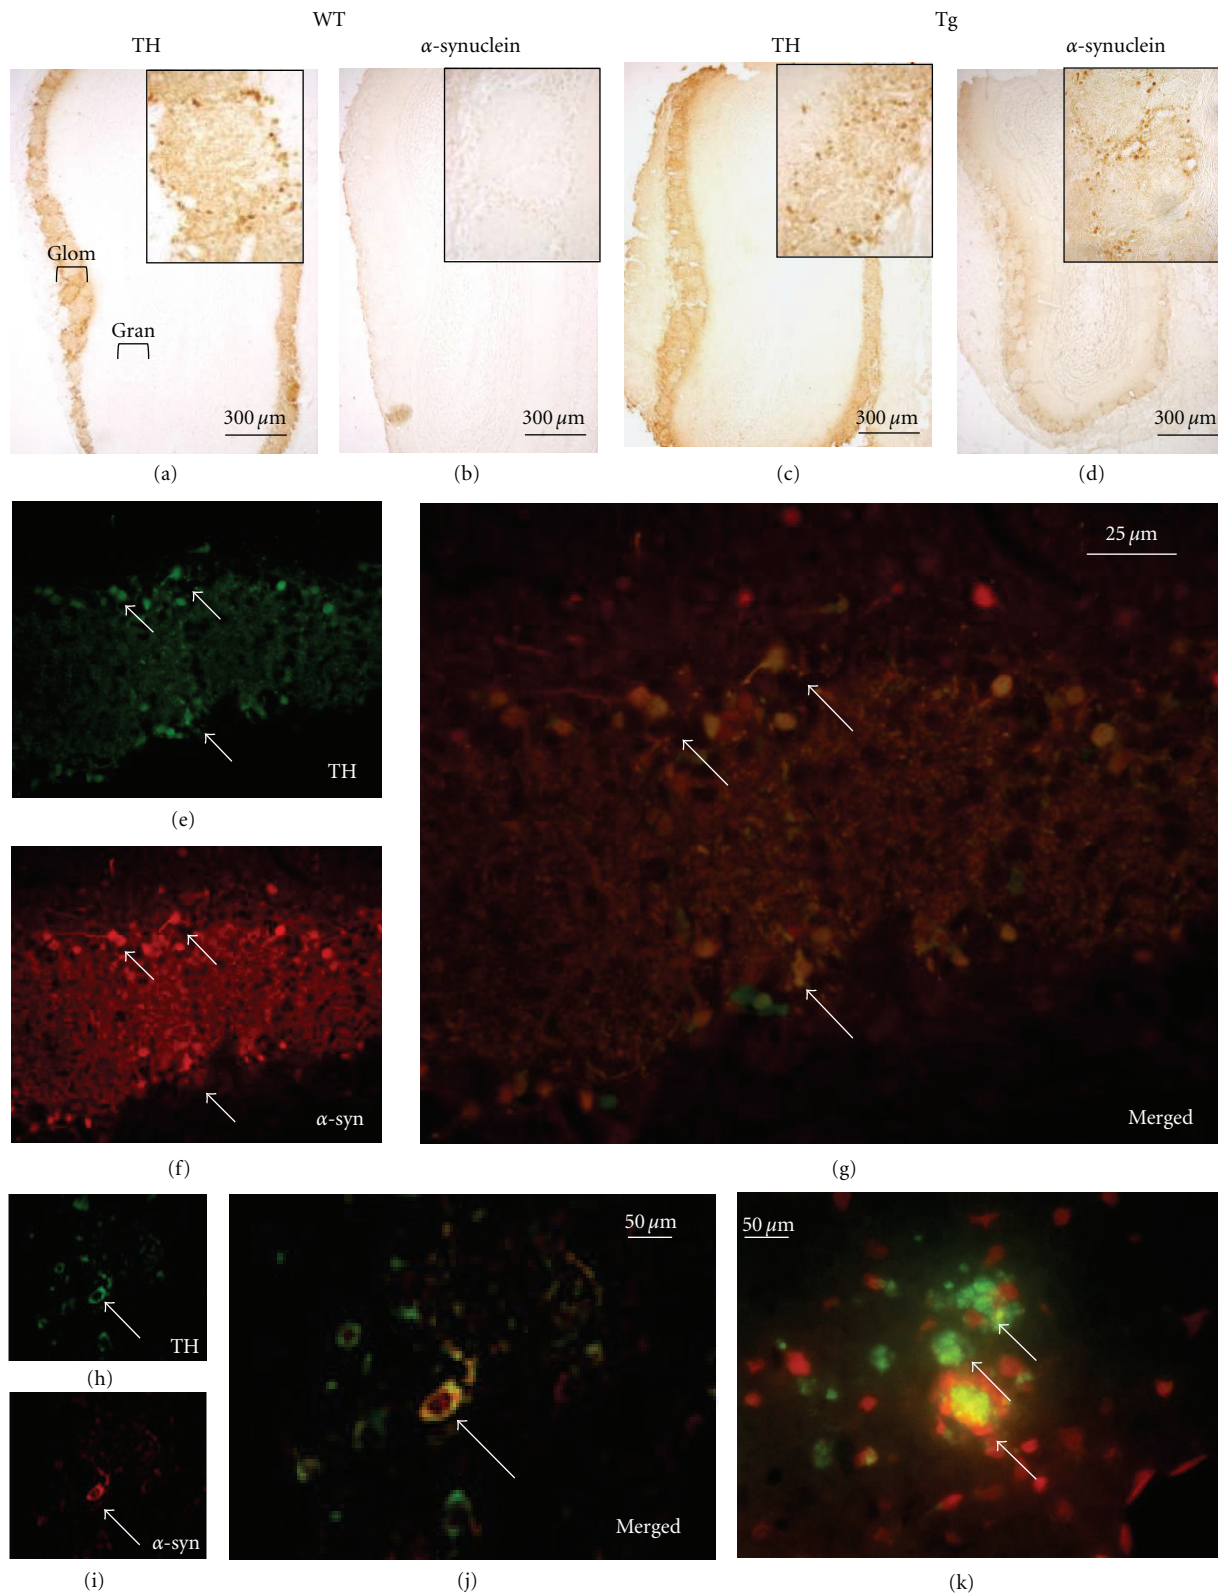 WT Tg
TH α-synuclein TH α-synuclein
Glom
Gran
300 µm 300 µm 300 µm 300 µm
(a) (b) (c) (d)
25 µm
TH
(e)
α-syn
Merged
(f) (g)
50 µm
50 µm
TH
(h)
α-syn
Merged
(i) (j) (k)